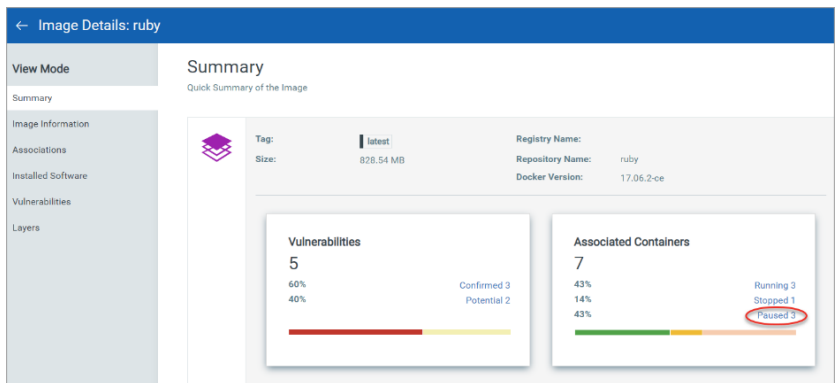 ← Image Details: ruby
View Mode
Summary
Image Information
Associations
Installed Software
Vulnerabilities
Layers
Summary
Quick Summary of the Image
Tag: latest
Size: 828.54 MB
Registry Name:
Repository Name: ruby
Docker Version: 17.06.2-ce
Vulnerabilities
5
60% Confirmed 3
40% Potential 2
Associated Containers
7
43% Running 3
14% Stopped 1
43% Paused 3